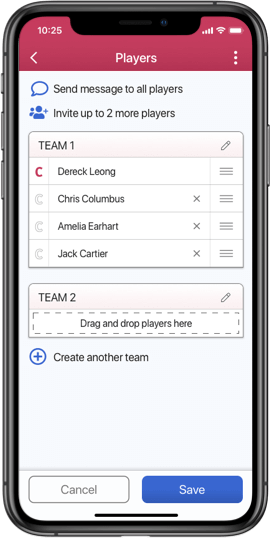 10:25
Players
Send message to all players
Invite up to 2 more players
TEAM 1
C Dereck Leong
C Chris Columbus
C Amelia Earhart
C Jack Cartier
TEAM 2
Drag and drop players here
Create another team
Cancel Save